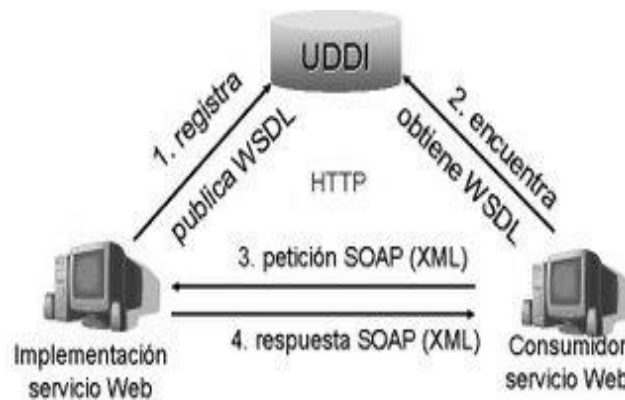 UDDI
1. registra
publica WSDL
2. encuentra
obtiene WSDL
HTTP
3. petición SOAP (XML)
4. respuesta SOAP (XML)
Implementación
servicio Web
Consumidor
servicio Web